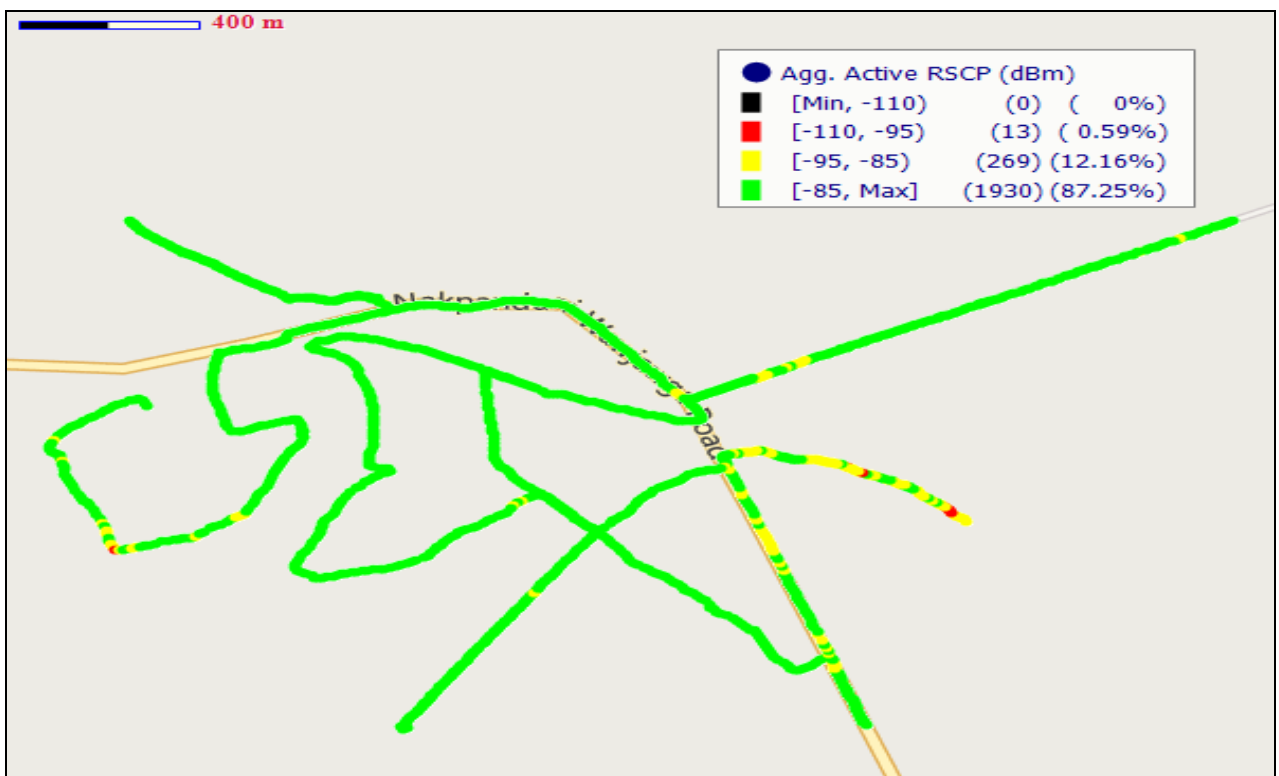 400 m
Agg. Active RSCP (dBm)
[Min, -110) (0) ( 0%)
[-110, -95) (13) ( 0.59%)
[-95, -85) (269) (12.16%)
[-85, Max] (1930) (87.25%)
Road